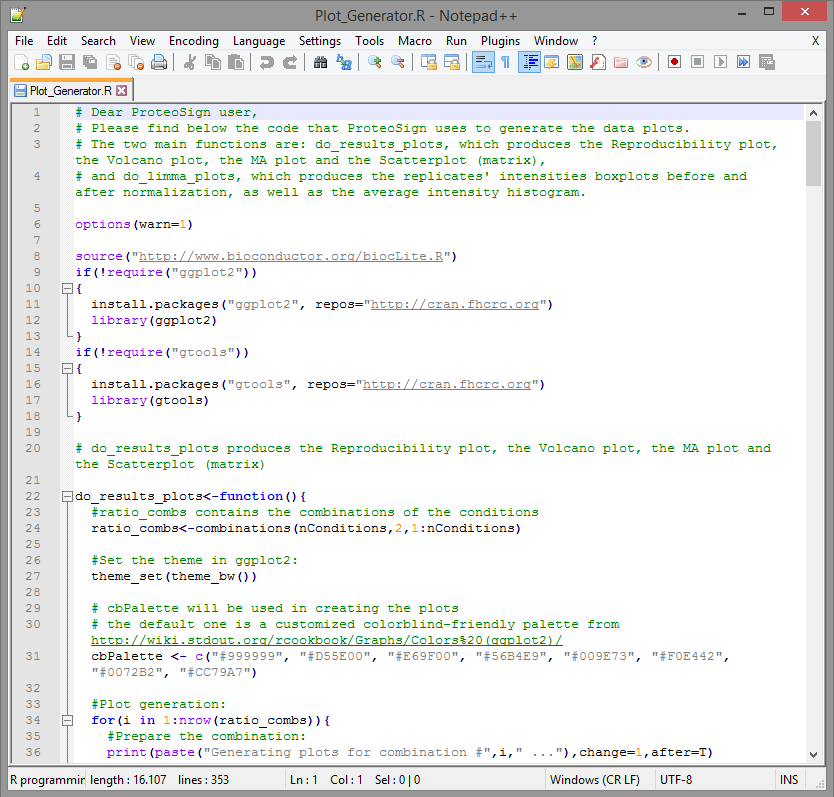 Plot_Generator.R - Notepad++
File Edit Search View Encoding Language Settings Tools Macro Run Plugins Window ? X
Plot_Generator.R
1 # Dear ProteoSign user,
2 # Please find below the code that ProteoSign uses to generate the data plots.
3 # The two main functions are: do_results_plots, which produces the Reproducibility plot,
the Volcano plot, the MA plot and the Scatterplot (matrix),
4 # and do_limma_plots, which produces the replicates' intensities boxplots before and
after normalization, as well as the average intensity histogram.
5
6 options(warn=1)
7
8 source("http://www.bioconductor.org/biocLite.R")
9 if(!require("ggplot2"))
10 {
11 install.packages("ggplot2", repos="http://cran.fhcrc.org")
12 library(ggplot2)
13 }
14 if(!require("gtools"))
15 {
16 install.packages("gtools", repos="http://cran.fhcrc.org")
17 library(gtools)
18 }
19
20 # do_results_plots produces the Reproducibility plot, the Volcano plot, the MA plot and
the Scatterplot (matrix)
21
22 do_results_plots<-function(){
23 #ratio_combs contains the combinations of the conditions
24 ratio_combs<-combinations(nConditions,2,1:nConditions)
25
26 #Set the theme in ggplot2:
27 theme_set(theme_bw())
28
29 # cbPalette will be used in creating the plots
30 # the default one is a customized colorblind-friendly palette from
http://wiki.stdout.org/rcookbook/Graphs/Colors%20(ggplot2)/
31 cbPalette <- c("#999999", "#D55E00", "#E69F00", "#56B4E9", "#009E73", "#F0E442",
"#0072B2", "#CC79A7")
32
33 #Plot generation:
34 for(i in 1:nrow(ratio_combs)){
35 #Prepare the combination:
36 print(paste("Generating plots for combination #",i," ..."),change=1,after=T)
R programmin length : 16.107 lines : 353 Ln : 1 Col : 1 Sel : 0 | 0 Windows (CR LF) UTF-8 INS